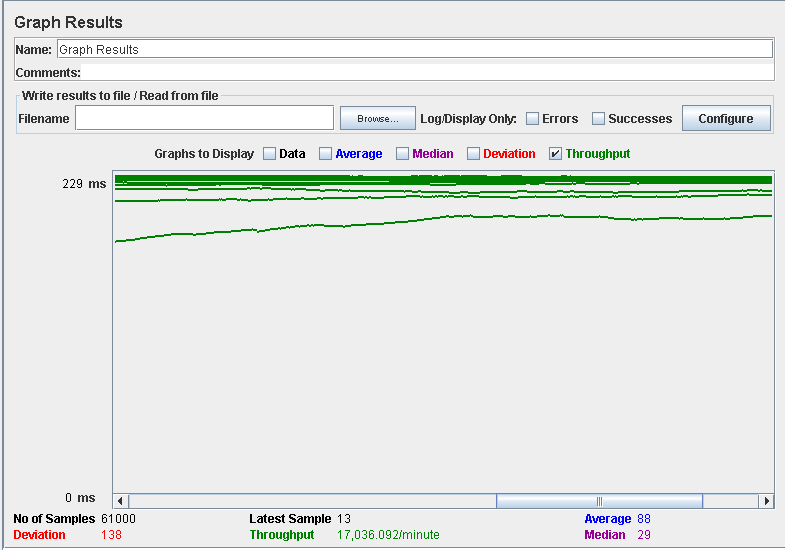 Graph Results
Name: Graph Results
Comments:
Write results to file / Read from file
Filename Browse... Log/Display Only: Errors Successes Configure
Graphs to Display Data Average Median Deviation Throughput
229 ms
0 ms
No of Samples 61000 Latest Sample 13 Average 88
Deviation 138 Throughput 17,036.092/minute Median 29